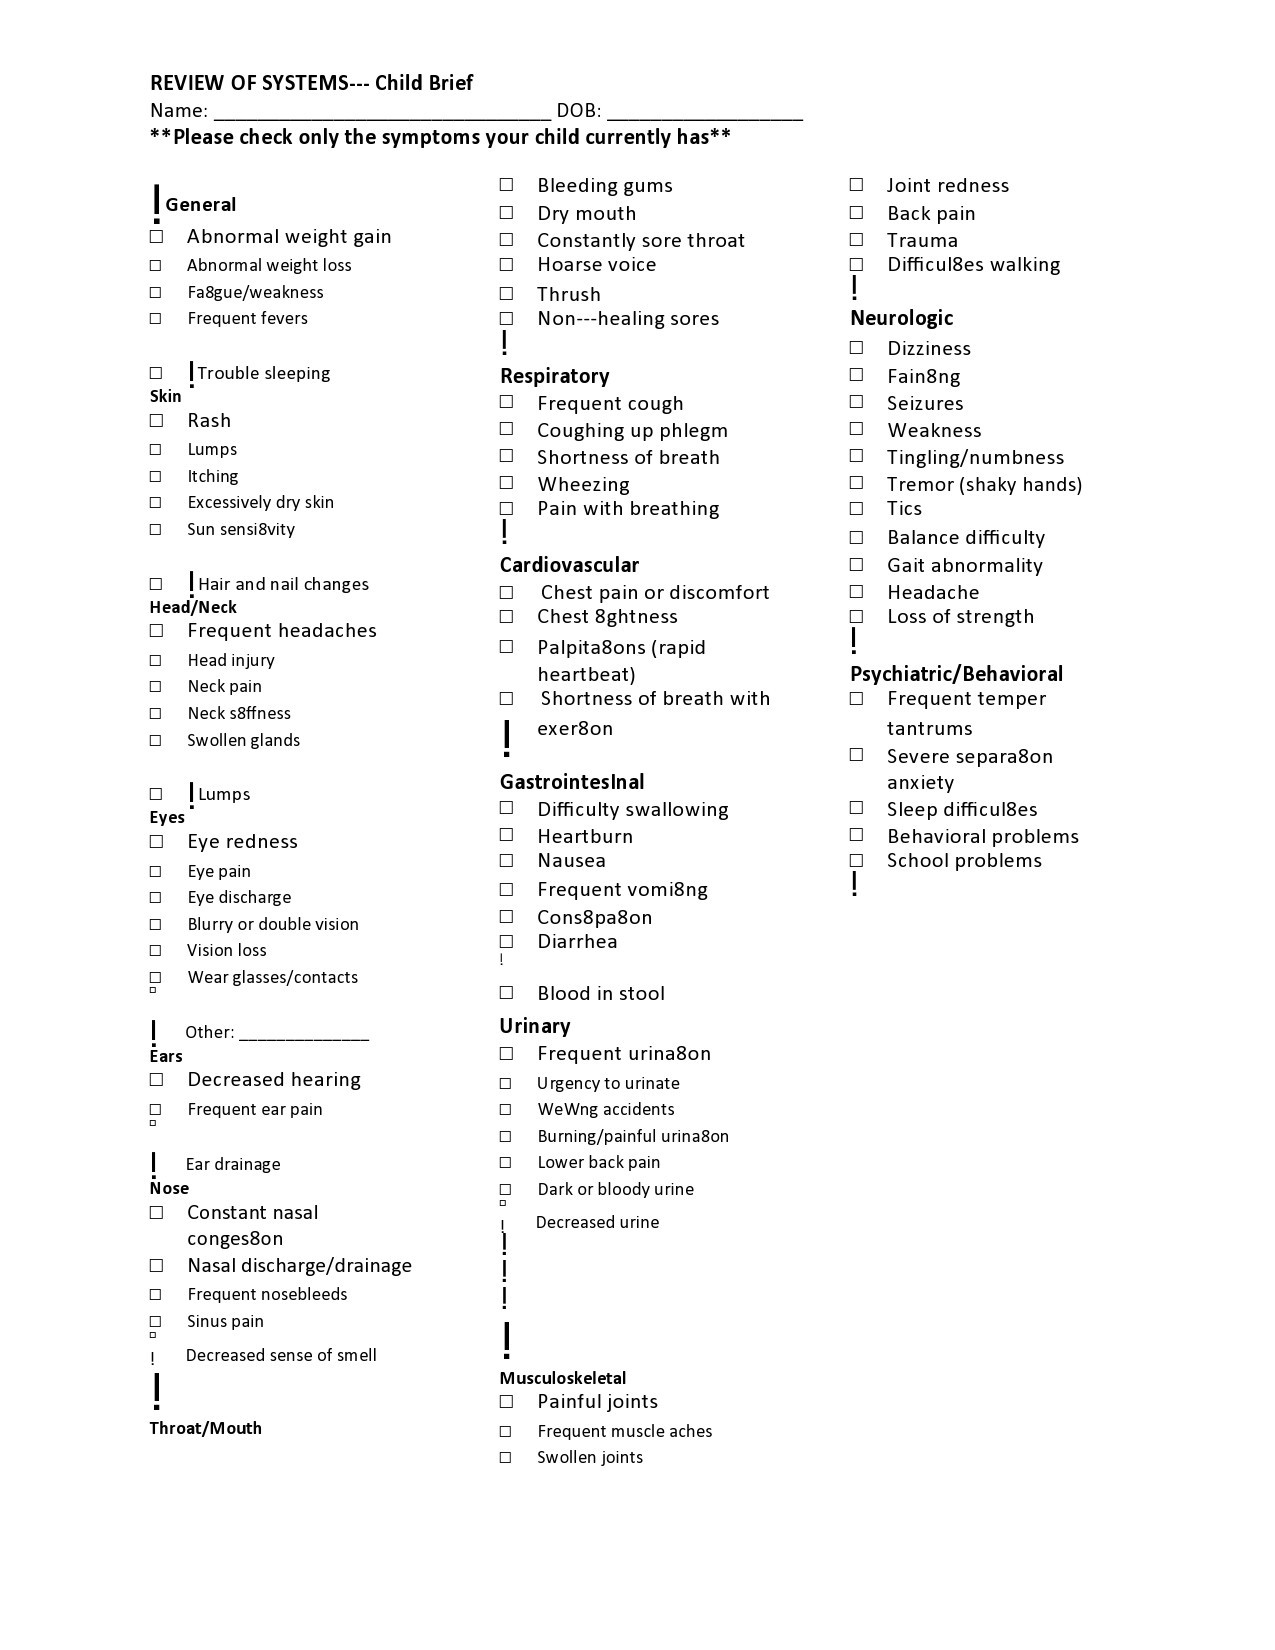 REVIEW OF SYSTEMS--- Child Brief
Name: _______________________________ DOB: __________________
**Please check only the symptoms your child currently has**
!General
☐ Abnormal weight gain
☐ Abnormal weight loss
☐ Fa8gue/weakness
☐ Frequent fevers
☐ !Trouble sleeping
Skin
☐ Rash
☐ Lumps
☐ Itching
☐ Excessively dry skin
☐ Sun sensi8vity
☐ !Hair and nail changes
Head/Neck
☐ Frequent headaches
☐ Head injury
☐ Neck pain
☐ Neck s8ffness
☐ Swollen glands
☐ !Lumps
Eyes
☐ Eye redness
☐ Eye pain
☐ Eye discharge
☐ Blurry or double vision
☐ Vision loss
☐ Wear glasses/contacts
☐
! Other: ______________
Ears
☐ Decreased hearing
☐ Frequent ear pain
☐
! Ear drainage
Nose
☐ Constant nasal
conges8on
☐ Nasal discharge/drainage
☐ Frequent nosebleeds
☐ Sinus pain
☐
! Decreased sense of smell
!
Throat/Mouth
☐ Bleeding gums
☐ Dry mouth
☐ Constantly sore throat
☐ Hoarse voice
☐ Thrush
☐ Non---healing sores
!
Respiratory
☐ Frequent cough
☐ Coughing up phlegm
☐ Shortness of breath
☐ Wheezing
☐ Pain with breathing
!
Cardiovascular
☐ Chest pain or discomfort
☐ Chest 8ghtness
☐ Palpita8ons (rapid
heartbeat)
☐ Shortness of breath with
! exer8on
GastrointesInal
☐ Difficulty swallowing
☐ Heartburn
☐ Nausea
☐ Frequent vomi8ng
☐ Cons8pa8on
☐ Diarrhea
!
☐ Blood in stool
Urinary
☐ Frequent urina8on
☐ Urgency to urinate
☐ WeWng accidents
☐ Burning/painful urina8on
☐ Lower back pain
☐ Dark or bloody urine
☐
! Decreased urine
!
!
!
!
Musculoskeletal
☐ Painful joints
☐ Frequent muscle aches
☐ Swollen joints
☐ Joint redness
☐ Back pain
☐ Trauma
☐ Difficul8es walking
!
Neurologic
☐ Dizziness
☐ Fain8ng
☐ Seizures
☐ Weakness
☐ Tingling/numbness
☐ Tremor (shaky hands)
☐ Tics
☐ Balance difficulty
☐ Gait abnormality
☐ Headache
☐ Loss of strength
!
Psychiatric/Behavioral
☐ Frequent temper
tantrums
☐ Severe separa8on
anxiety
☐ Sleep difficul8es
☐ Behavioral problems
☐ School problems
!